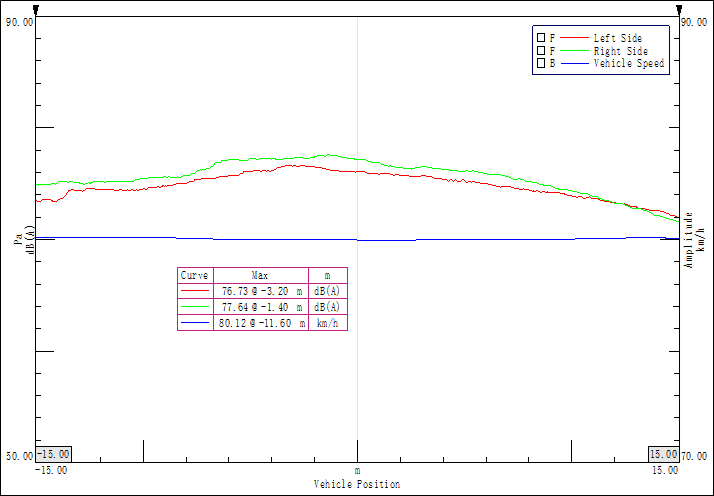 90.00
90.00
F Left Side
F Right Side
B Vehicle Speed
Pa
dB(A)
Amplitude
km/h
Curve Max m
76.73 @ -3.20 m dB(A)
77.64 @ -1.40 m dB(A)
80.12 @ -11.60 m km/h
50.00 -15.00 15.00 70.00
-15.00 m 15.00
Vehicle Position